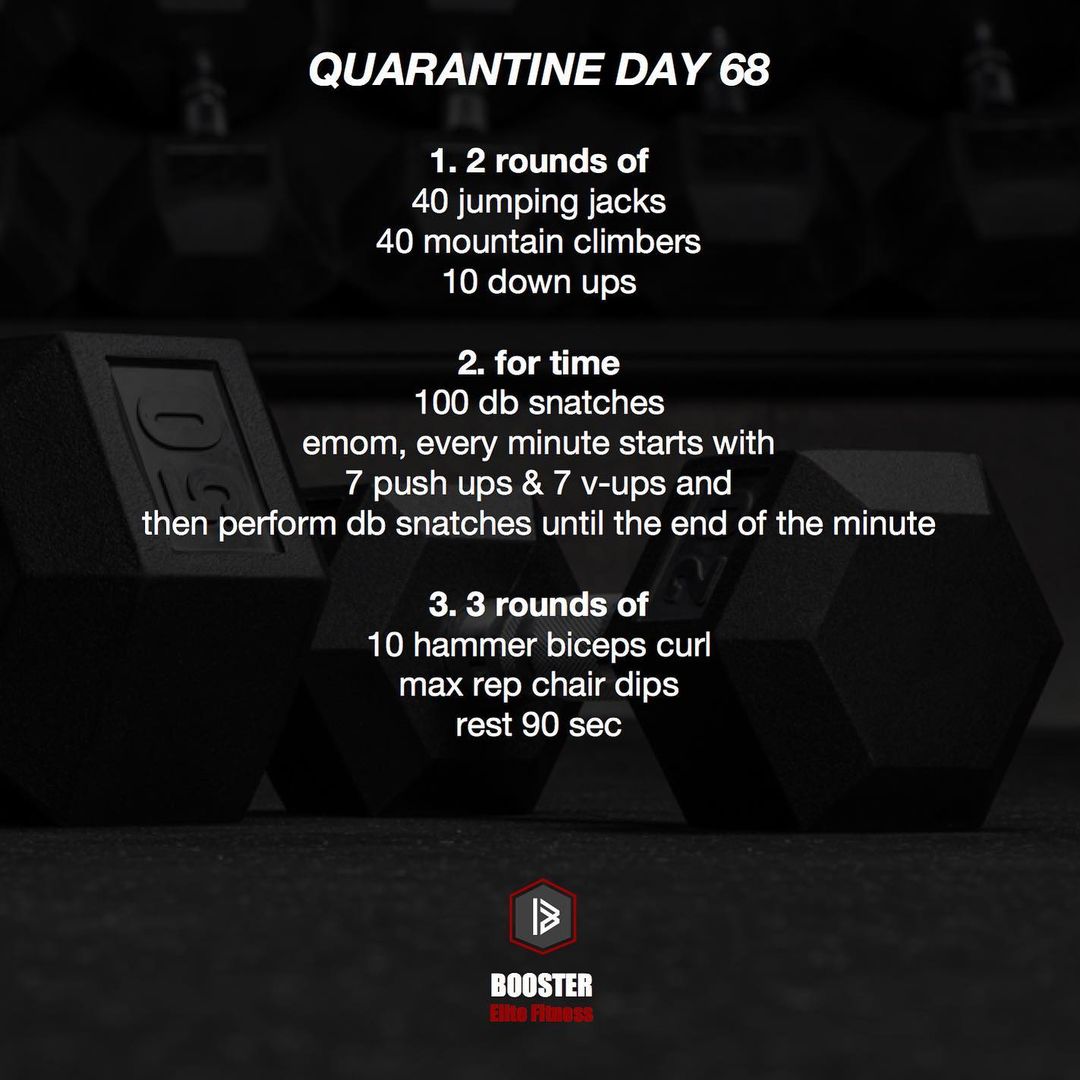 QUARANTINE DAY 68
1. 2 rounds of
40 jumping jacks
40 mountain climbers
10 down ups
2. for time
100 db snatches
emom, every minute starts with
7 push ups & 7 v-ups and
then perform db snatches until the end of the minute
3. 3 rounds of
10 hammer biceps curl
max rep chair dips
rest 90 sec
50
BOOSTER
Elite Fitness